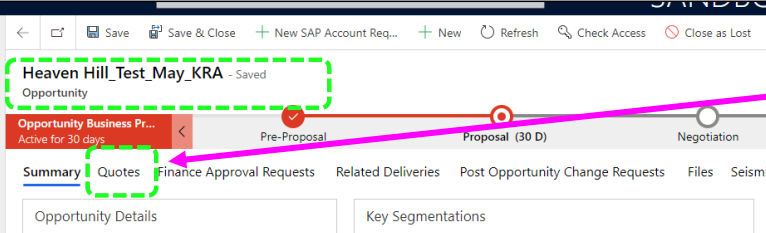 Save
Save & Close
New SAP Account Req...
New
Refresh
Check Access
Close as Lost
Heaven Hill_Test_May_KRA - Saved
Opportunity
Opportunity Business Pr...
Active for 30 days
Pre-Proposal
Proposal (30 D)
Negotiation
Summary
Quotes
Finance Approval Requests
Related Deliveries
Post Opportunity Change Requests
Files
Seism
Opportunity Details
Key Segmentations